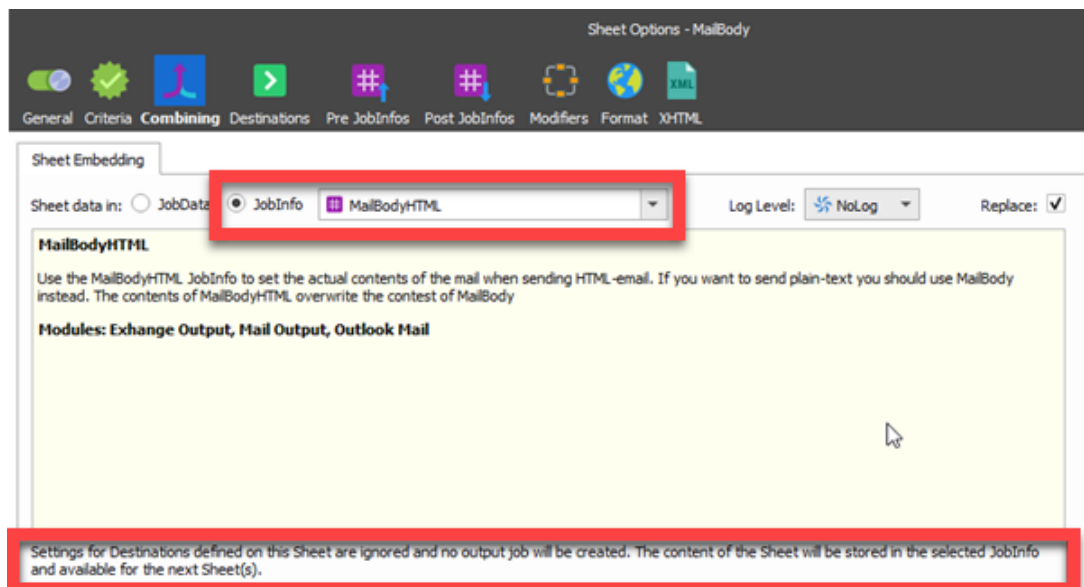 Sheet Options - MailBody
General Criteria Combining Destinations Pre JobInfos Post JobInfos Modifiers Format XHTML
XML
Sheet Embedding
Sheet data in: JobData JobInfo MailBodyHTML Log Level: NoLog Replace:
MailBodyHTML
Use the MailBodyHTML JobInfo to set the actual contents of the mail when sending HTML-email. If you want to send plain-text you should use MailBody
instead. The contents of MailBodyHTML overwrite the contest of MailBody
Modules: Exhange Output, Mail Output, Outlook Mail
Settings for Destinations defined on this Sheet are ignored and no output job will be created. The content of the Sheet will be stored in the selected JobInfo
and available for the next Sheet(s).